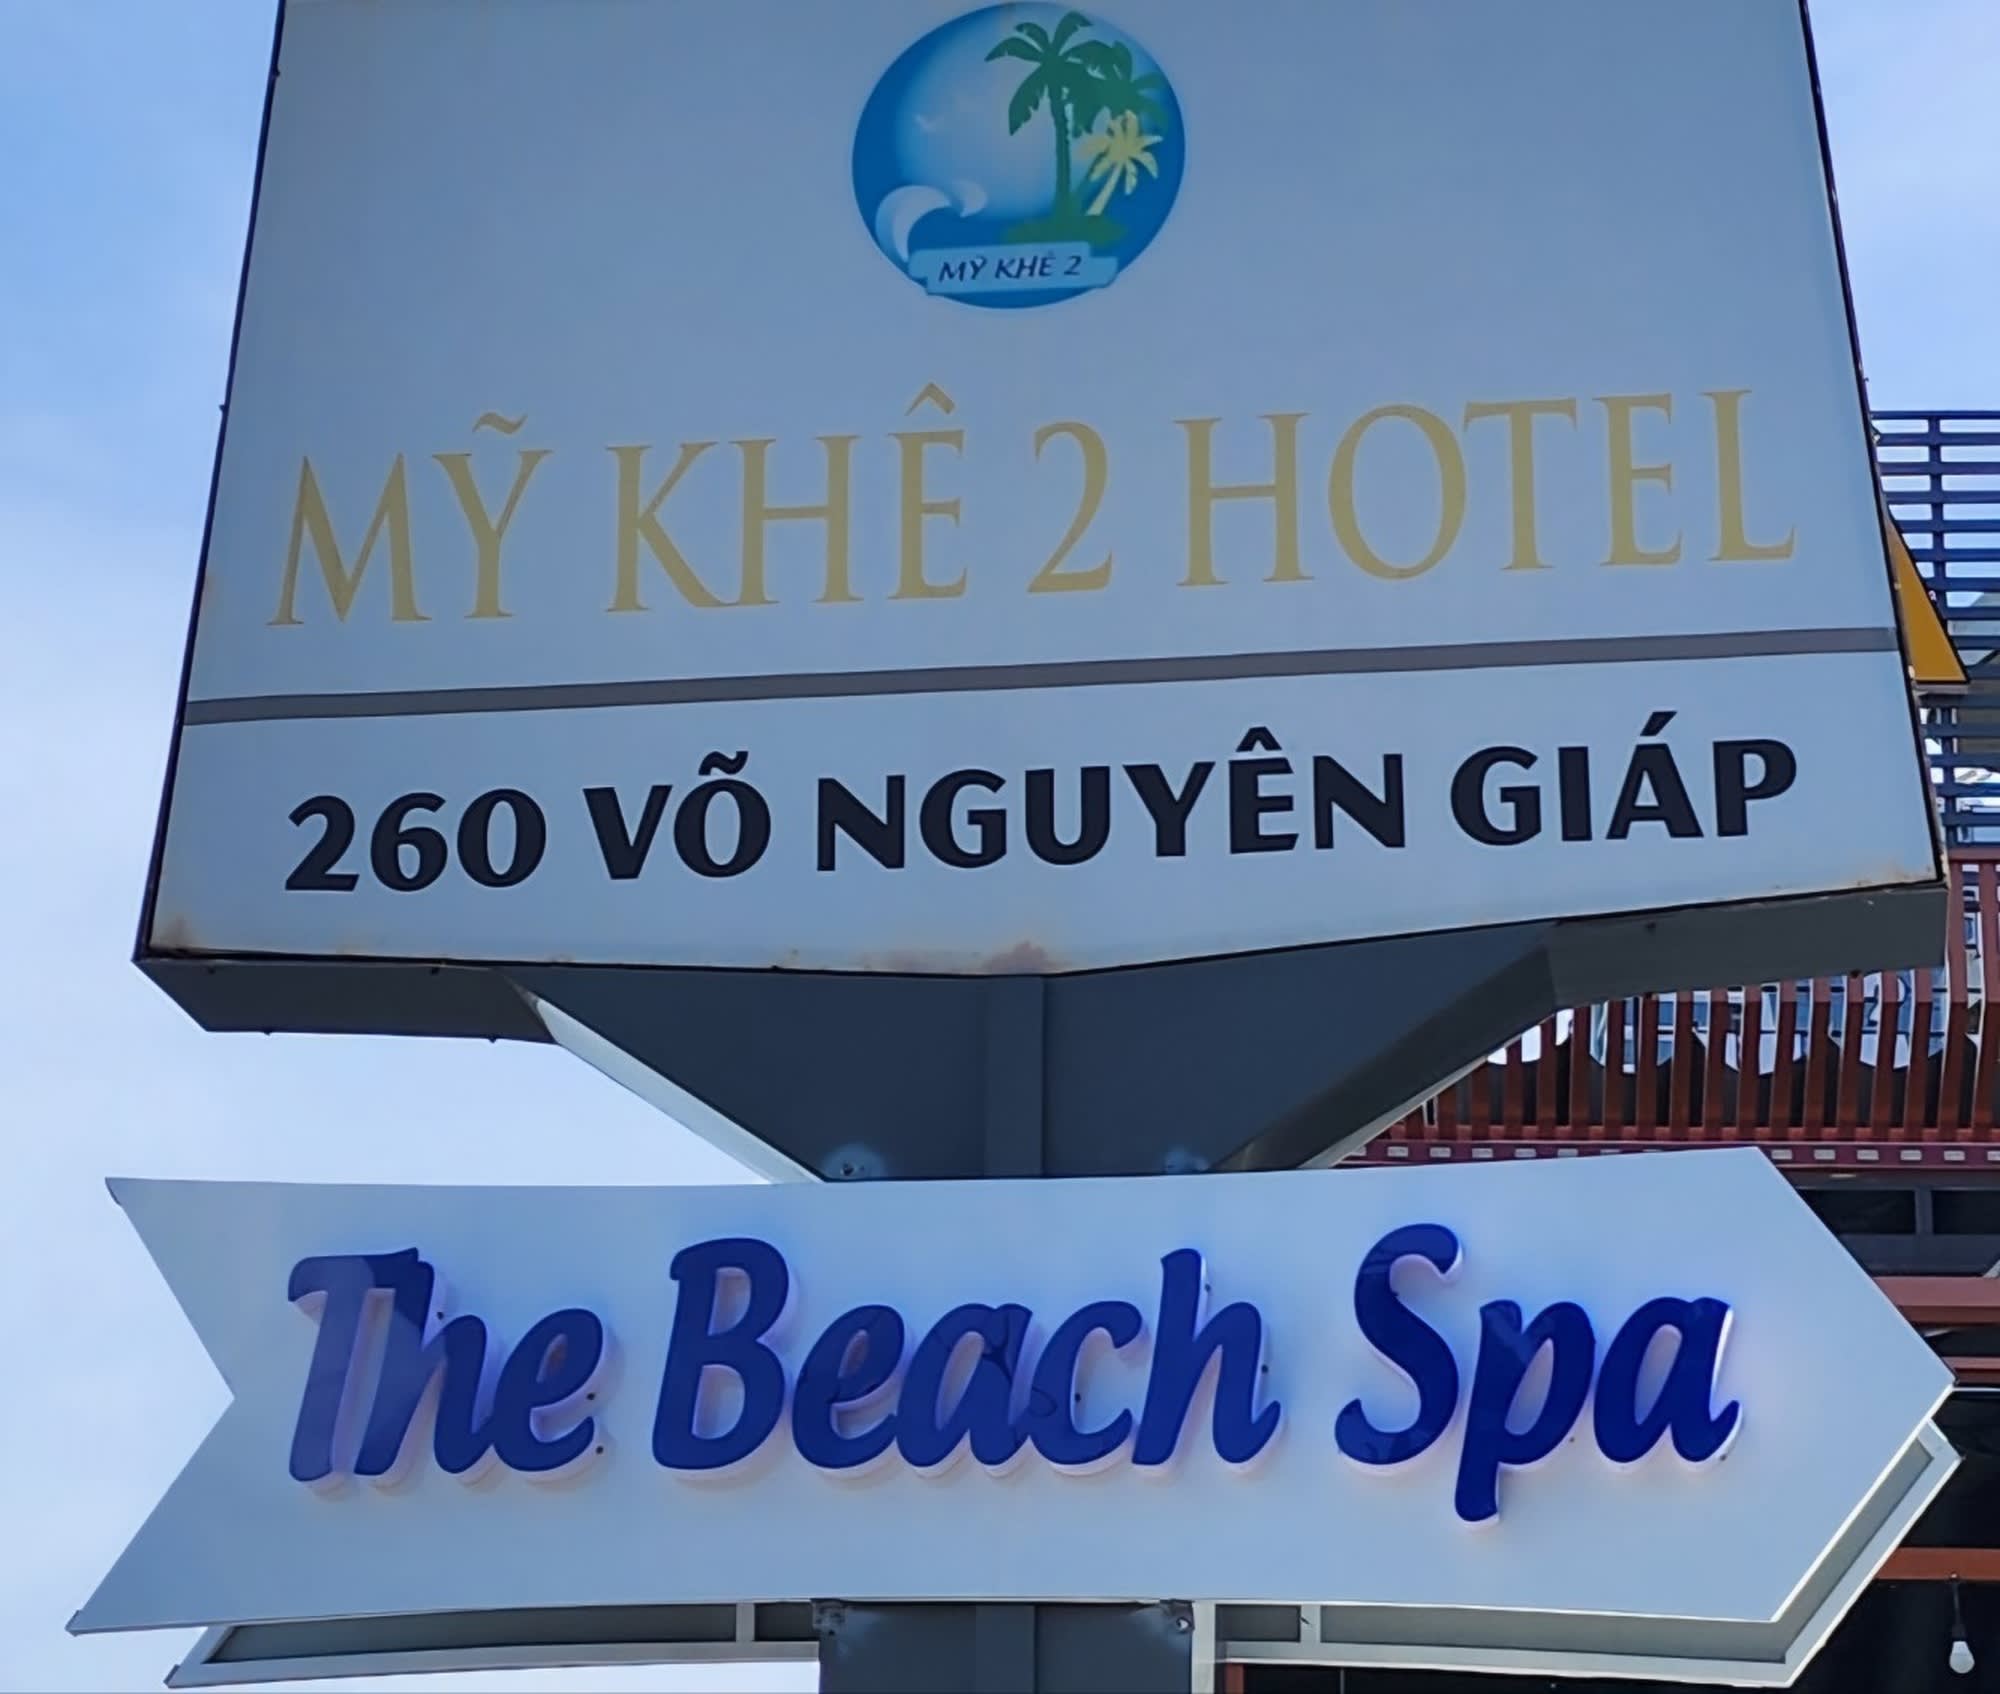 MỸ KHÊ 2
MỸ KHÊ 2 HOTEL
260 VÕ NGUYÊN GIÁP
The Beach Spa